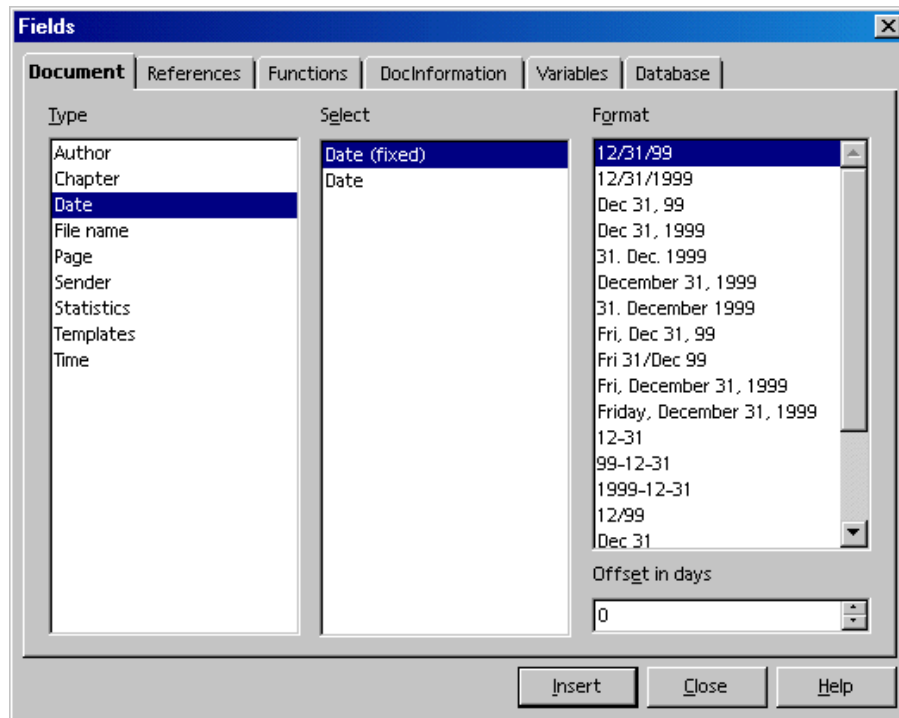 Fields
Document References Functions DocInformation Variables Database
Type
Author
Chapter
Date
File name
Page
Sender
Statistics
Templates
Time
Select
Date (fixed)
Date
Format
12/31/99
12/31/1999
Dec 31, 99
Dec 31, 1999
31. Dec. 1999
December 31, 1999
31. December 1999
Fri, Dec 31, 99
Fri 31/Dec 99
Fri, December 31, 1999
Friday, December 31, 1999
12-31
99-12-31
1999-12-31
12/99
Dec 31
Offset in days
0
Insert Close Help